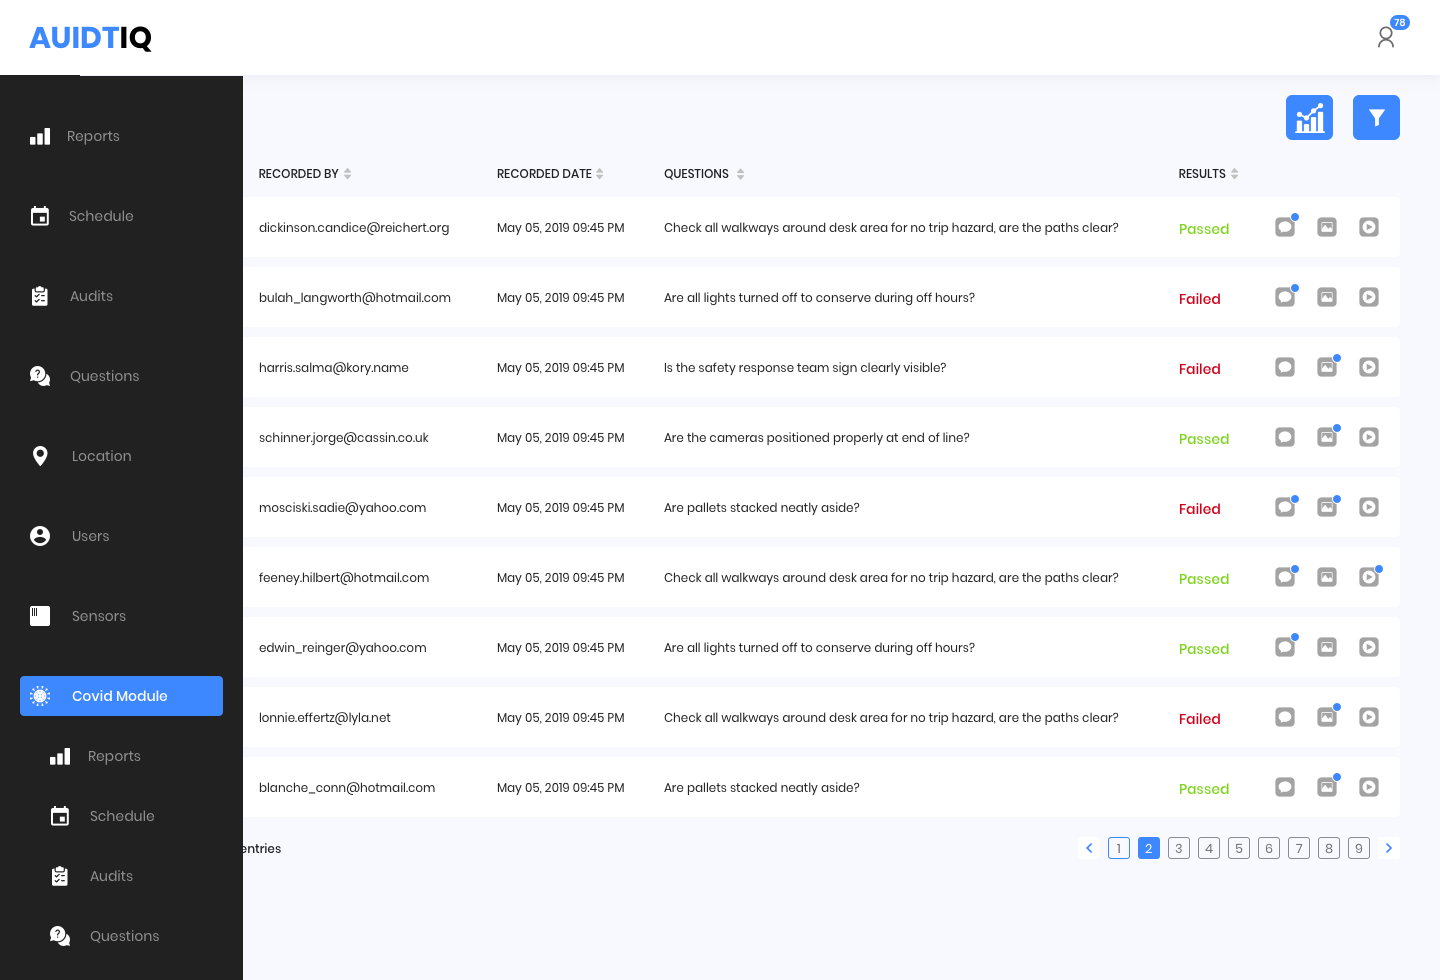 AUIDTIQ
78
Reports
Schedule
Audits
Questions
Location
Users
Sensors
Covid Module
Reports
Schedule
Audits
Questions
RECORDED BY RECORDED DATE QUESTIONS RESULTS
dickinson.candice@reichert.org May 05, 2019 09:45 PM Check all walkways around desk area for no trip hazard, are the paths clear? Passed
bulah_langworth@hotmail.com May 05, 2019 09:45 PM Are all lights turned off to conserve during off hours? Failed
harris.salma@kory.name May 05, 2019 09:45 PM Is the safety response team sign clearly visible? Failed
schinner.jorge@cassin.co.uk May 05, 2019 09:45 PM Are the cameras positioned properly at end of line? Passed
mosciski.sadie@yahoo.com May 05, 2019 09:45 PM Are pallets stacked neatly aside? Failed
feeney.hilbert@hotmail.com May 05, 2019 09:45 PM Check all walkways around desk area for no trip hazard, are the paths clear? Passed
edwin_reinger@yahoo.com May 05, 2019 09:45 PM Are all lights turned off to conserve during off hours? Passed
lonnie.effertz@lyla.net May 05, 2019 09:45 PM Check all walkways around desk area for no trip hazard, are the paths clear? Failed
blanche_conn@hotmail.com May 05, 2019 09:45 PM Are pallets stacked neatly aside? Passed
entries 1 2 3 4 5 6 7 8 9